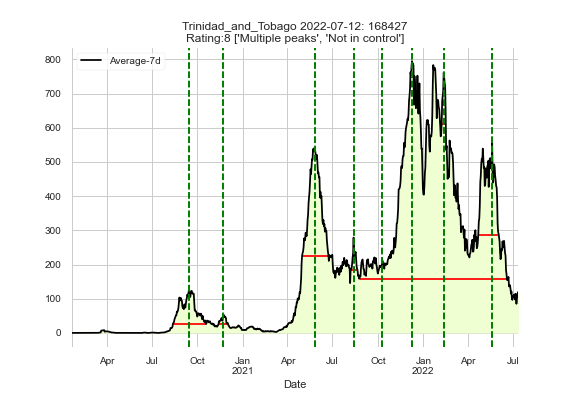 Trinidad_and_Tobago 2022-07-12: 168427
Rating:8 ['Multiple peaks', 'Not in control']
Average-7d
800
700
600
500
400
300
200
100
0
Apr Jul Oct Jan Apr Jul Oct Jan Apr Jul
2021 2022
Date